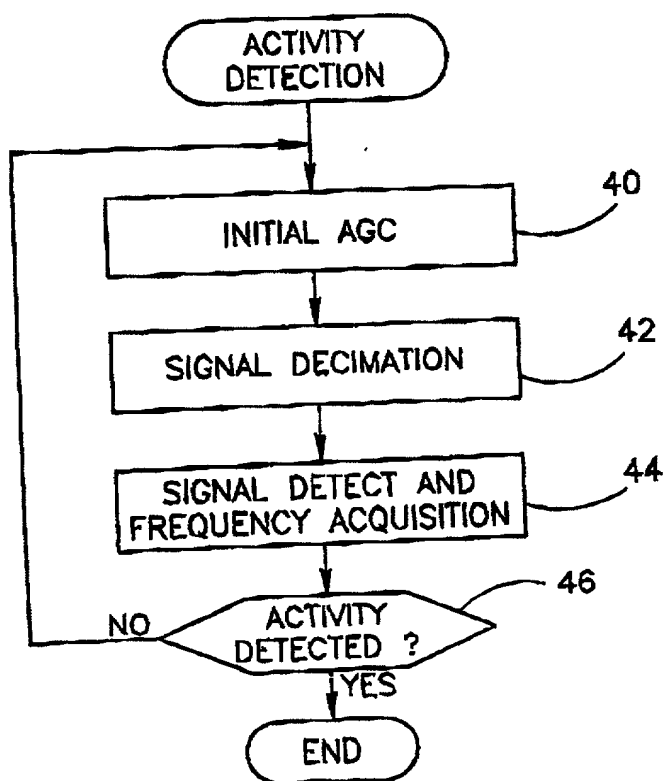 ACTIVITY
DETECTION
INITIAL AGC
40
SIGNAL DECIMATION
42
SIGNAL DETECT AND
FREQUENCY ACQUISITION
44
ACTIVITY
DETECTED ?
46
NO
YES
END